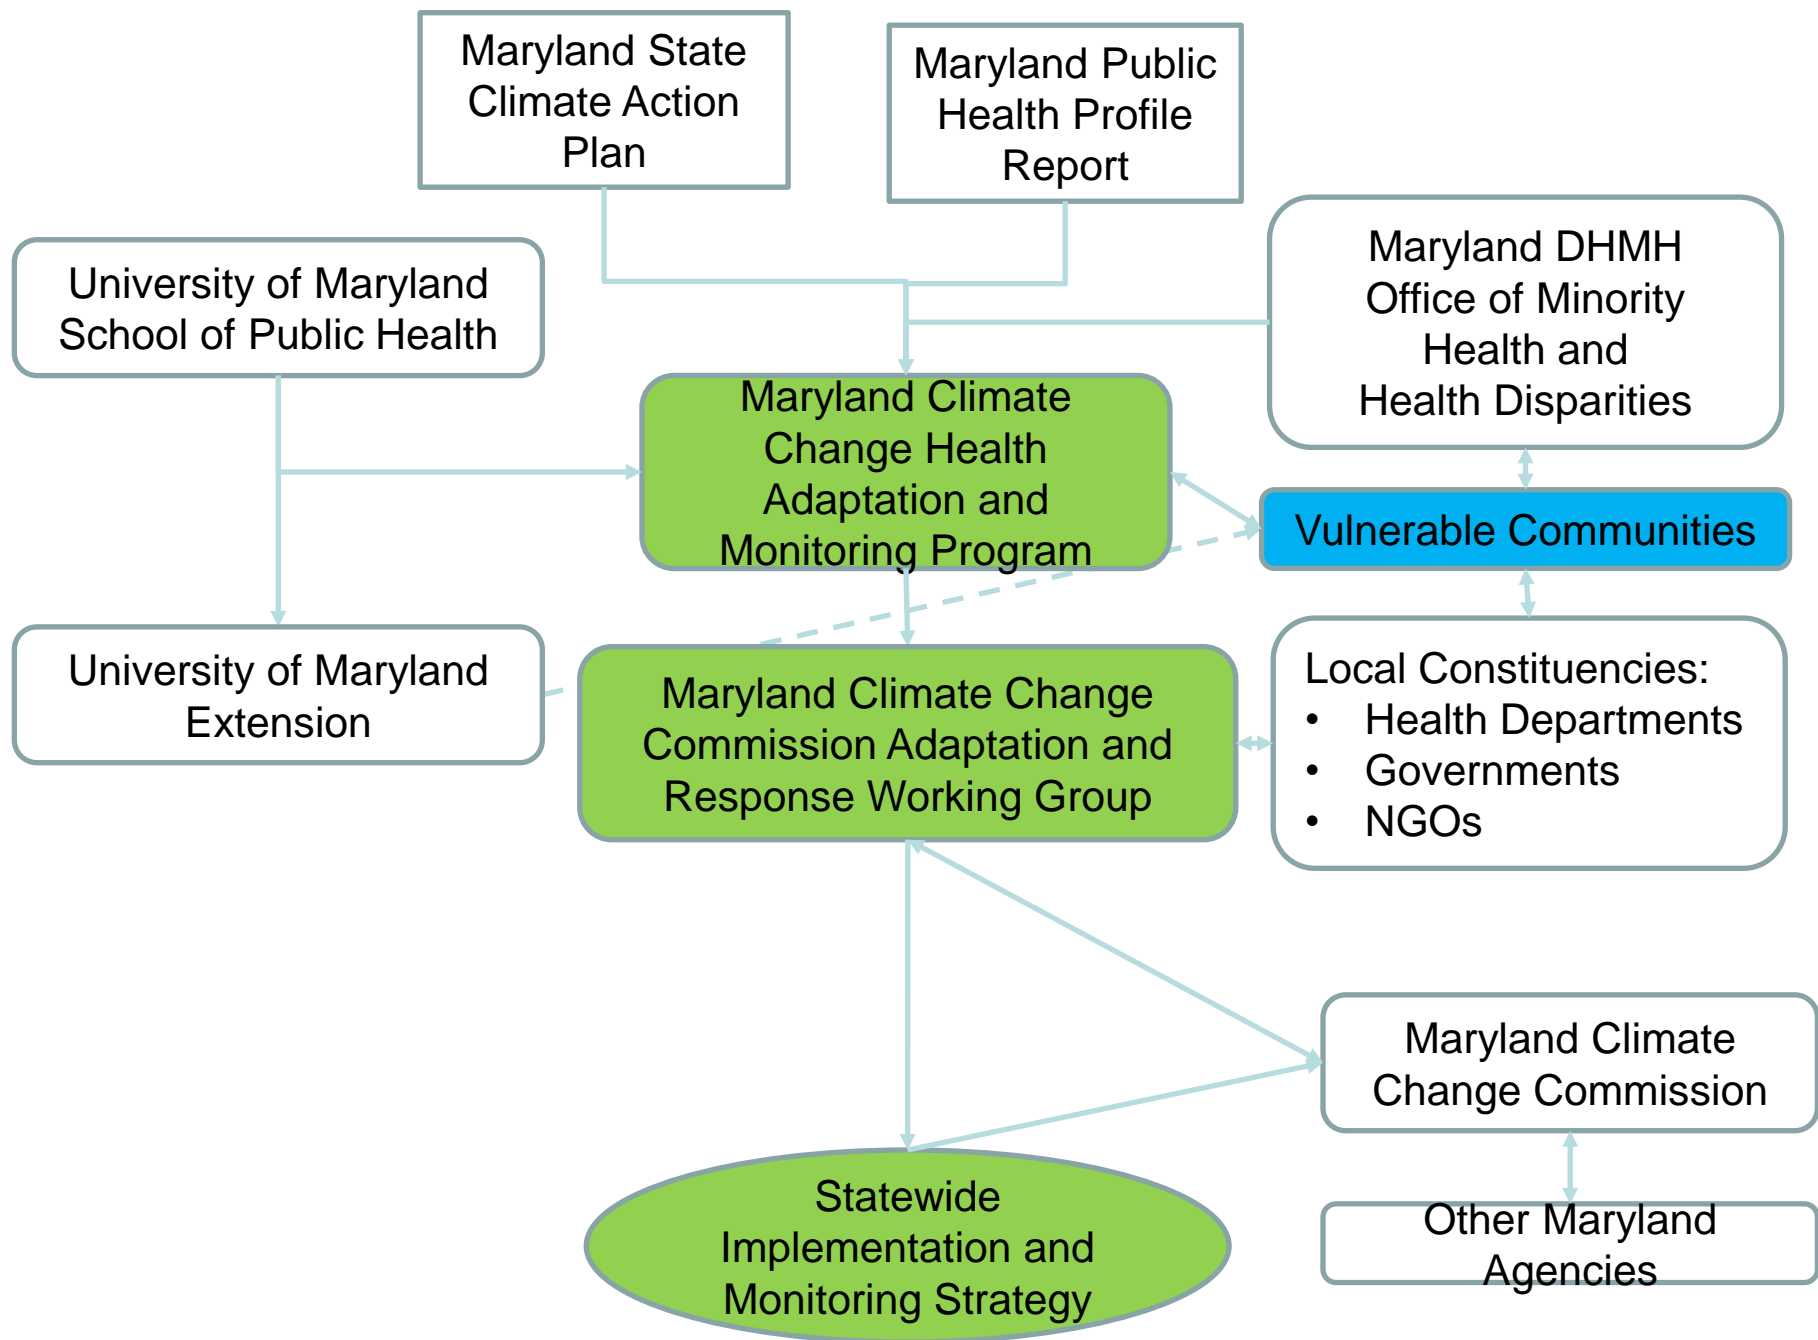 Maryland State
Climate Action
Plan
Maryland Public
Health Profile
Report
Maryland DHMH
Office of Minority
Health and
Health Disparities
University of Maryland
School of Public Health
Maryland Climate
Change Health
Adaptation and
Monitoring Program
Vulnerable Communities
University of Maryland
Extension
Maryland Climate Change
Commission Adaptation and
Response Working Group
Local Constituencies:
• Health Departments
• Governments
• NGOs
Maryland Climate
Change Commission
Statewide
Implementation and
Monitoring Strategy
Other Maryland
Agencies